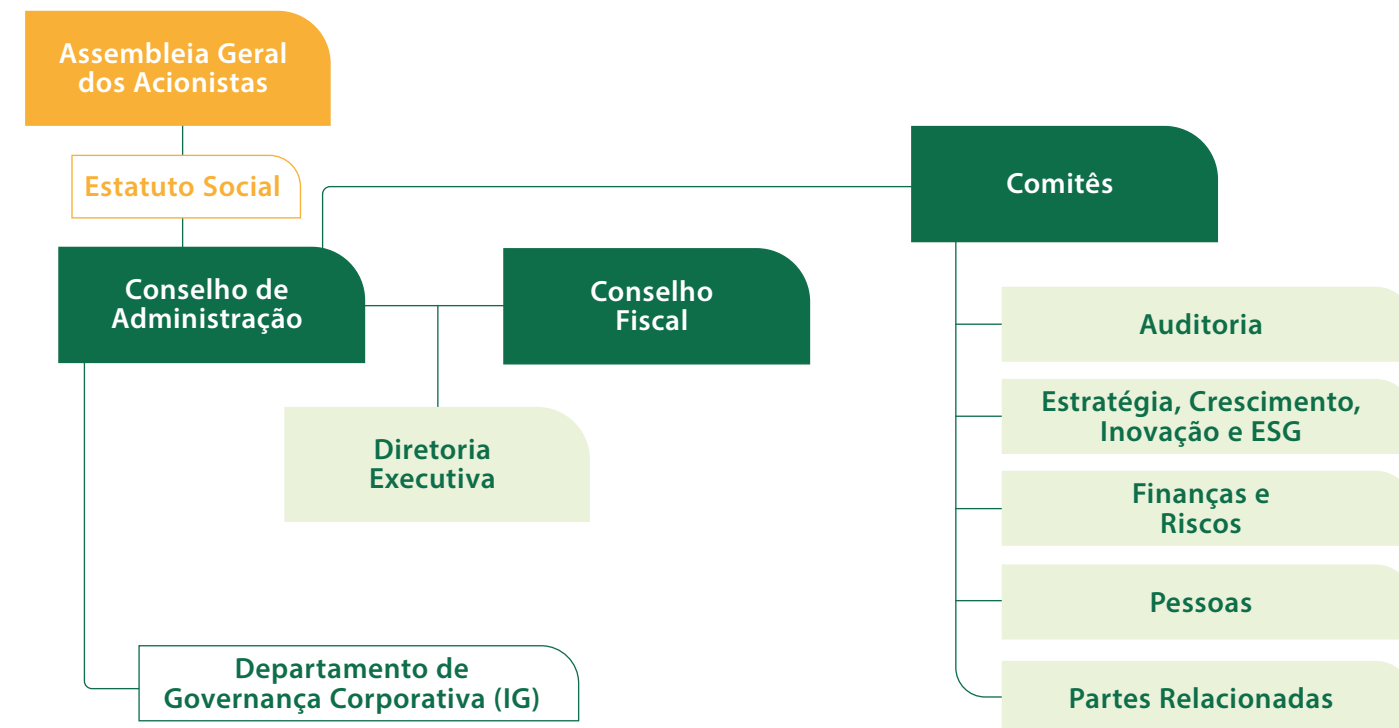 Assembleia Geral
dos Acionistas
Estatuto Social
Comitês
Conselho de
Administração
Conselho
Fiscal
Diretoria
Executiva
Departamento de
Governança Corporativa (IG)
Auditoria
Estratégia, Crescimento,
Inovação e ESG
Finanças e
Riscos
Pessoas
Partes Relacionadas